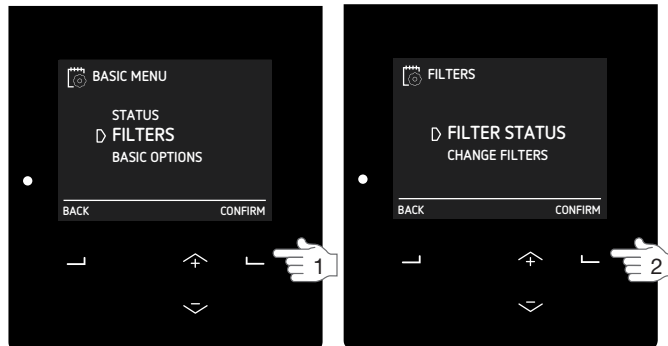 BASIC MENU
STATUS
FILTERS
BASIC OPTIONS
BACK CONFIRM
+
1
−
FILTERS
FILTER STATUS
CHANGE FILTERS
BACK CONFIRM
+
2
−